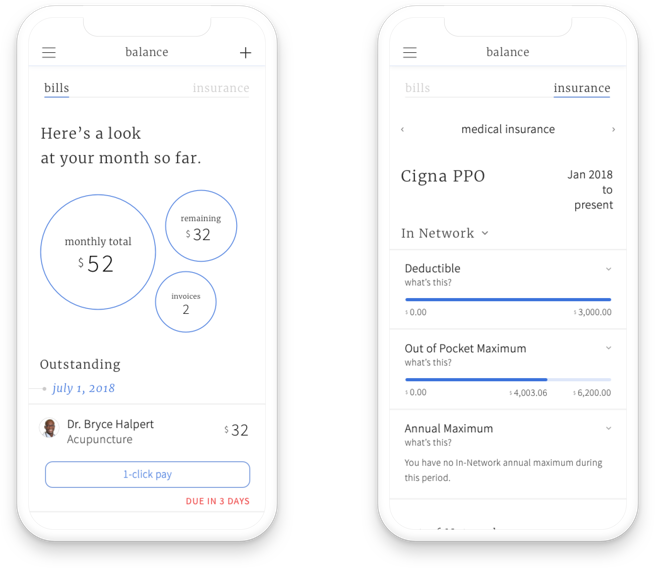 balance
bills insurance
Here’s a look
at your month so far.
monthly total
$ 52
remaining
$ 32
invoices
2
Outstanding
july 1, 2018
Dr. Bryce Halpert
Acupuncture
$ 32
1-click pay
DUE IN 3 DAYS
balance
bills insurance
medical insurance
Cigna PPO
Jan 2018
to
present
In Network
Deductible
what's this?
$ 0.00 $ 3,000.00
Out of Pocket Maximum
what's this?
$ 0.00 $ 4,003.06 $ 6,200.00
Annual Maximum
what's this?
You have no In-Network annual maximum during
this period.